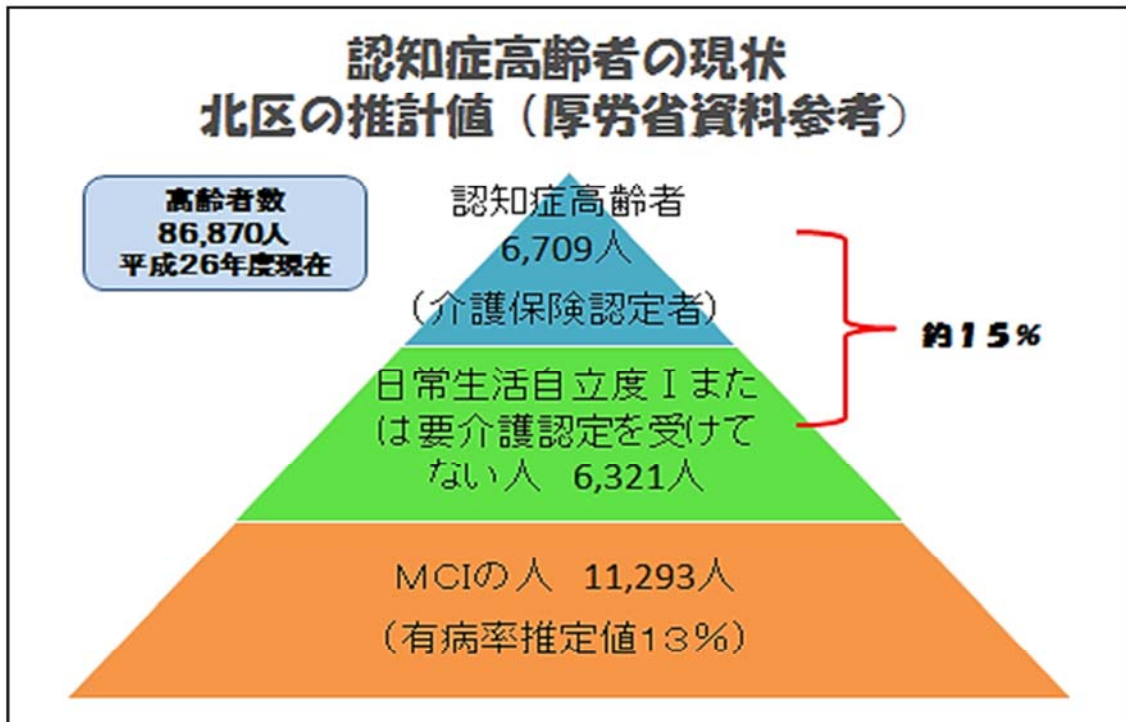 認知症高齢者の現状
北区の推計値（厚労省資料参考）
高齢者数
86,870人
平成26年度現在
認知症高齢者
6,709人
（介護保険認定者）
約15%
日常生活自立度Ⅰまた
は要介護認定を受けて
ない人 6,321人
MCIの人 11,293人
（有病率推定値13%）